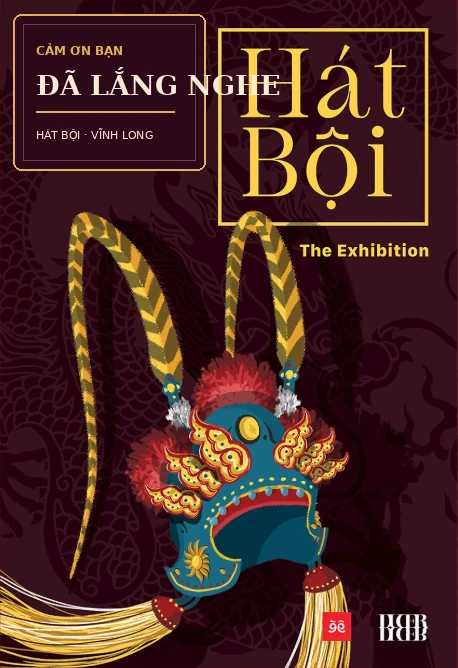 CẢM ƠN BẠN
ĐÃ LẮNG NGHE
HÁT BỘI · VĨNH LONG
Hát
Bội
The Exhibition